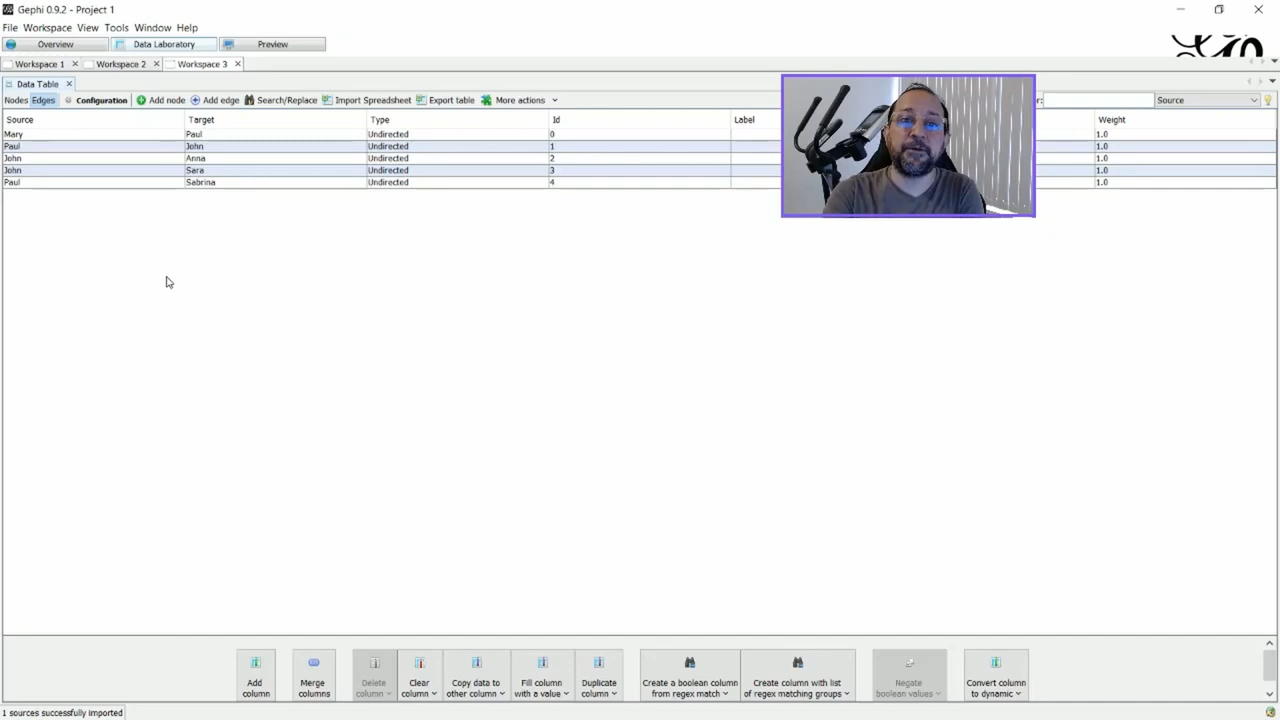 Gephi 0.9.2 - Project 1
File Workspace View Tools Window Help
Overview Data Laboratory Preview
Workspace 1 Workspace 2 Workspace 3
Data Table
Nodes Edges Configuration Add node Add edge Search/Replace Import Spreadsheet Export table More actions Source
Source Target Type Id Label Weight
Mary Paul Undirected 0 1.0
Paul John Undirected 1 1.0
John Anna Undirected 2 1.0
John Sara Undirected 3 1.0
Paul Sabrina Undirected 4 1.0
Add column
Merge columns
Delete column
Clear column
Copy data to other column
Fill column with a value
Duplicate column
Create a boolean column from regex match
Create column with list of regex matching groups
Negate boolean values
Convert column to dynamic
1 sources successfully imported